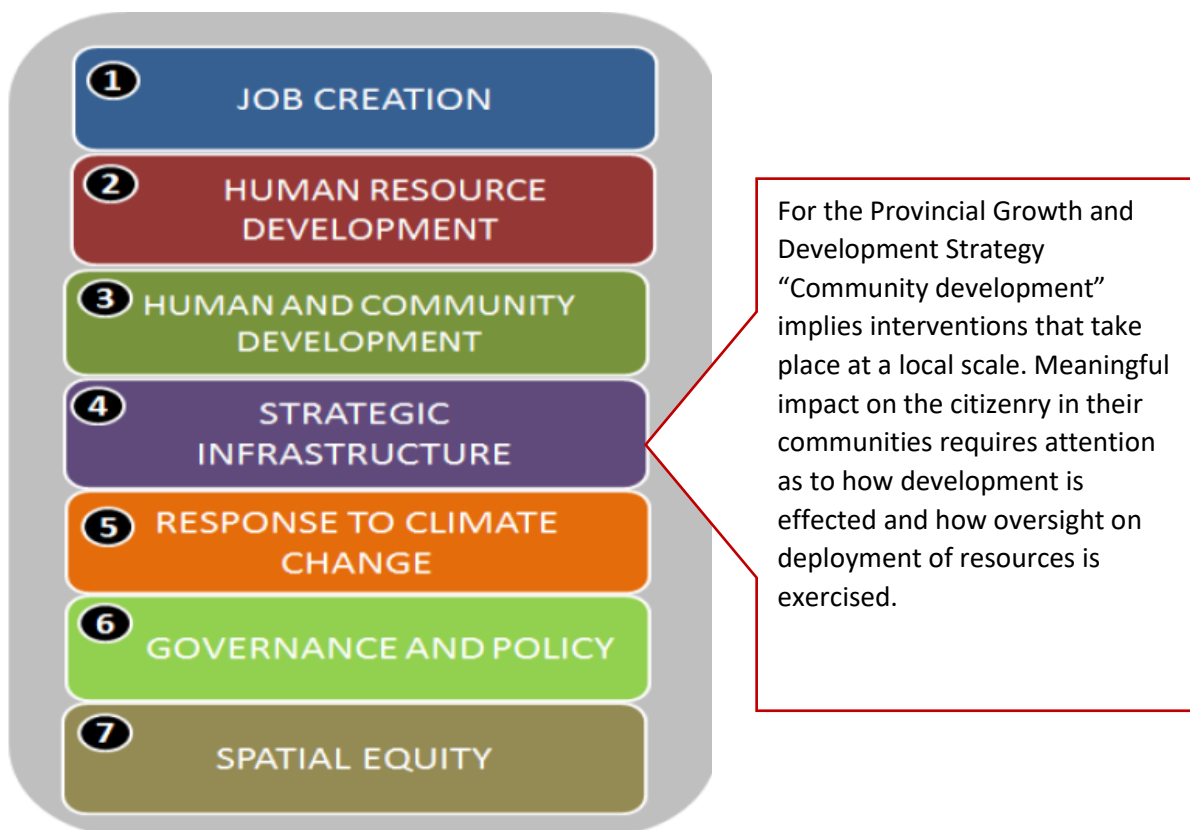 1
JOB CREATION
2
HUMAN RESOURCE
DEVELOPMENT
3
HUMAN AND COMMUNITY
DEVELOPMENT
4
STRATEGIC
INFRASTRUCTURE
5
RESPONSE TO CLIMATE
CHANGE
6
GOVERNANCE AND POLICY
7
SPATIAL EQUITY
For the Provincial Growth and
Development Strategy
“Community development”
implies interventions that take
place at a local scale. Meaningful
impact on the citizenry in their
communities requires attention
as to how development is
effected and how oversight on
deployment of resources is
exercised.